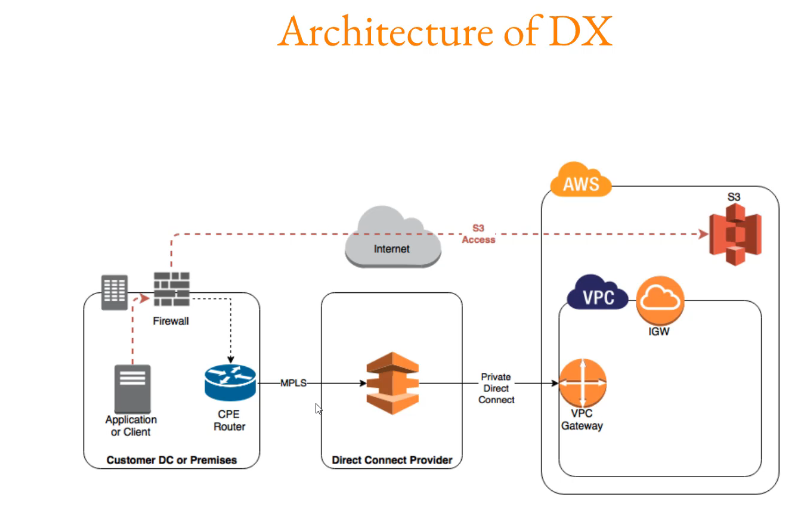 Architecture of DX
AWS
S3
S3
Access
Internet
VPC
IGW
Firewall
Application
or Client
CPE
Router
MPLS
Private
Direct
Connect
VPC
Gateway
Customer DC or Premises
Direct Connect Provider